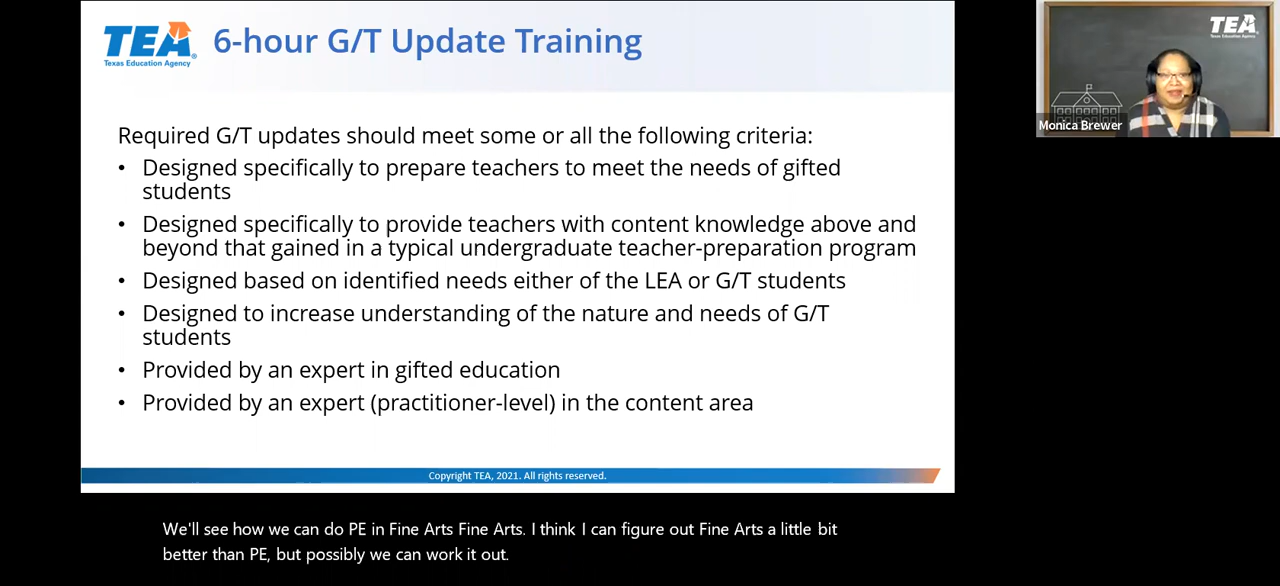 TEA
Texas Education Agency
6-hour G/T Update Training
Required G/T updates should meet some or all the following criteria:
• Designed specifically to prepare teachers to meet the needs of gifted
students
• Designed specifically to provide teachers with content knowledge above and
beyond that gained in a typical undergraduate teacher-preparation program
• Designed based on identified needs either of the LEA or G/T students
• Designed to increase understanding of the nature and needs of G/T
students
• Provided by an expert in gifted education
• Provided by an expert (practitioner-level) in the content area
Copyright TEA, 2021. All rights reserved.
TEA
Texas Education Agency
Monica Brewer
We'll see how we can do PE in Fine Arts Fine Arts. I think I can figure out Fine Arts a little bit
better than PE, but possibly we can work it out.